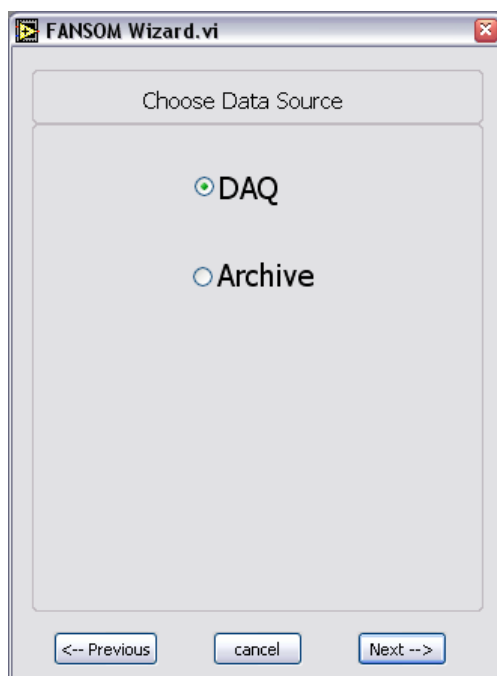 FANSOM Wizard.vi
Choose Data Source
DAQ
Archive
<-- Previous
cancel
Next -->